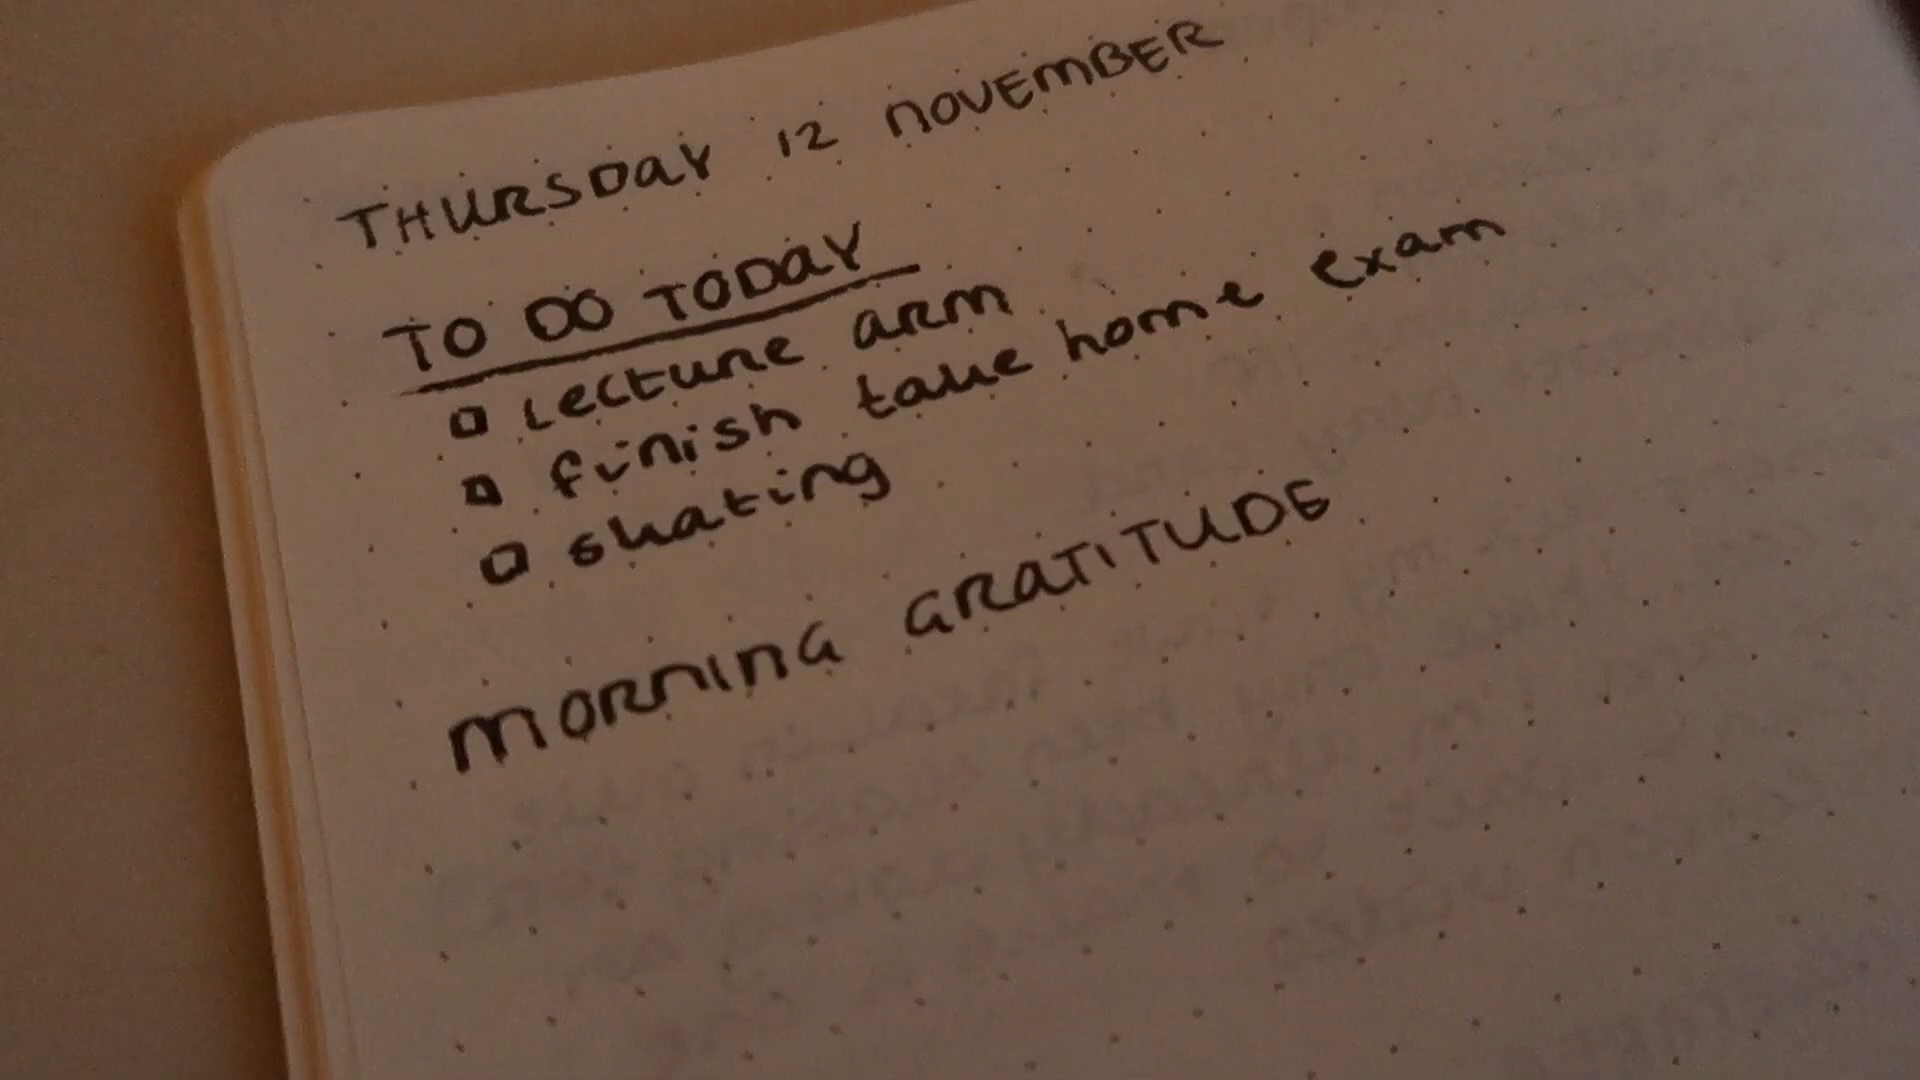 THURSDAY 12 NOVEMBER
TO DO TODAY
lecture arm
finish take home exam
skating
MORNING GRATITUDE